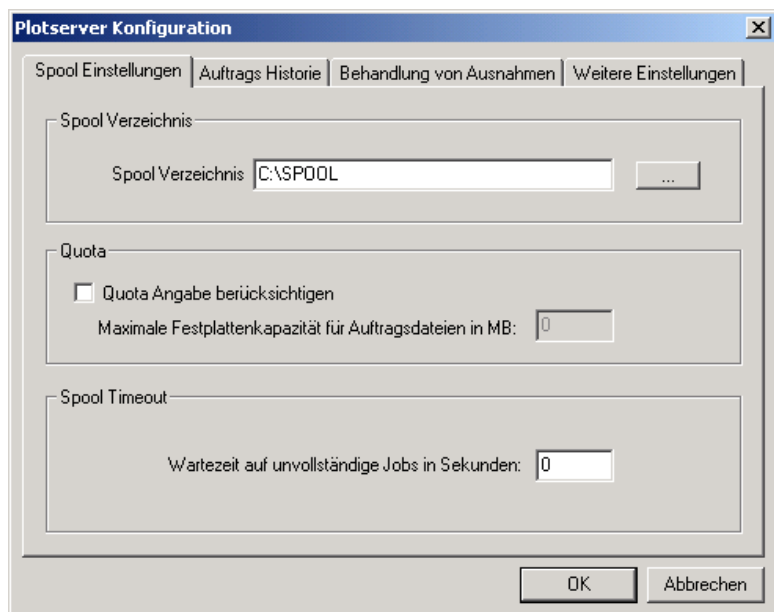 Plotserver Konfiguration
Spool Einstellungen Auftrags Historie Behandlung von Ausnahmen Weitere Einstellungen
Spool Verzeichnis
Spool Verzeichnis C:\SPOOL ...
Quota
Quota Angabe berücksichtigen
Maximale Festplattenkapazität für Auftragsdateien in MB: 0
Spool Timeout
Wartezeit auf unvollständige Jobs in Sekunden: 0
OK Abbrechen